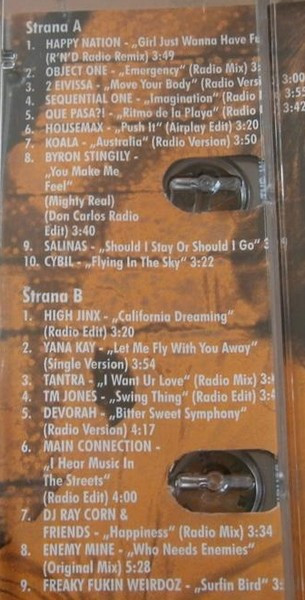 Strana A
1. HAPPY NATION - „Girl Just Wanna Have Fu
(R'N'D Radio Remix) 3:49
2. OBJECT ONE - „Emergency“ (Radio Mix) 3:
3. 2 EIVISSA - „Move Your Body“ (Radio Versi
3:00
4. SEQUENTIAL ONE - „Imagination“ (Radio
3:55
5. QUE PASA?! - „Ritmo de la Playa“ (Radio
3:42
6. HOUSEMAX - „Push It“ (Airplay Edit) 3:20
7. KOALA - „Australia“ (Radio Version) 3:50
8. BYRON STINGILY -
„You Make Me
Feel“
(Mighty Real)
(Don Carlos Radio
Edit) 3:40
9. SALINAS - „Should I Stay Or Should I Go“ 3
10. CYBIL - „Flying In The Sky“ 3:22
Strana B
1. HIGH JINX - „California Dreaming“
(Radio Edit) 3:20
2. YANA KAY - „Let Me Fly With You Away“
(Single Version) 3:54
3. TANTRA - „I Want Ur Love“ (Radio Mix) 3:
4. TM JONES - „Swing Thing“ (Radio Edit) 3:
5. DEVORAH - „Bitter Sweet Symphony“
(Radio Version) 4:17
6. MAIN CONNECTION -
„I Hear Music In
The Streets“
(Radio Edit) 4:00
7. DJ RAY CORN &
FRIENDS - „Happiness“ (Radio Mix) 3:34
8. ENEMY MINE - „Who Needs Enemies“
(Original Mix) 5:28
9. FREAKY FUKIN WEIRDOZ - „Surfin Bird“ 3: